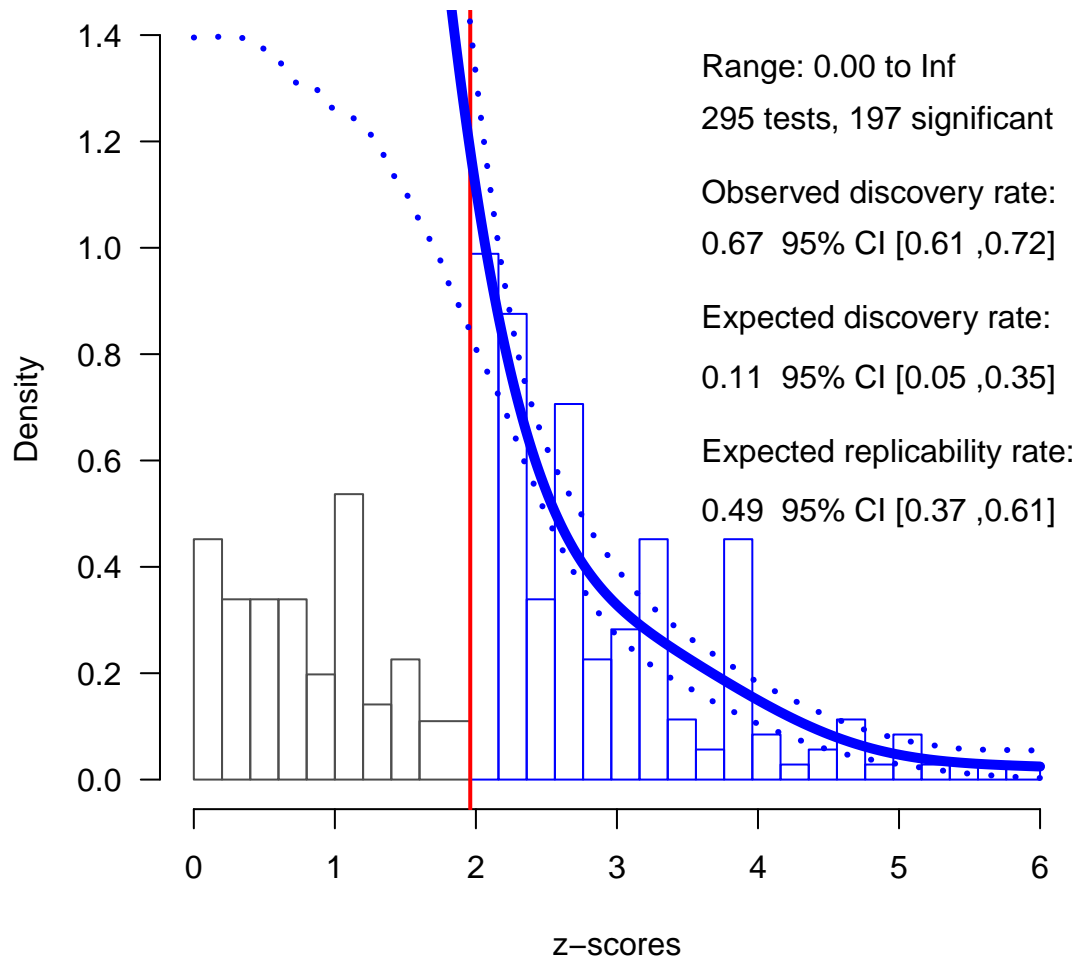 Range: 0.00 to Inf
295 tests, 197 significant
Observed discovery rate:
0.67 95% CI [0.61 ,0.72]
Expected discovery rate:
0.11 95% CI [0.05 ,0.35]
Expected replicability rate:
0.49 95% CI [0.37 ,0.61]
Density
1.4
1.2
1.0
0.8
0.6
0.4
0.2
0.0
0 1 2 3 4 5 6
z−scores